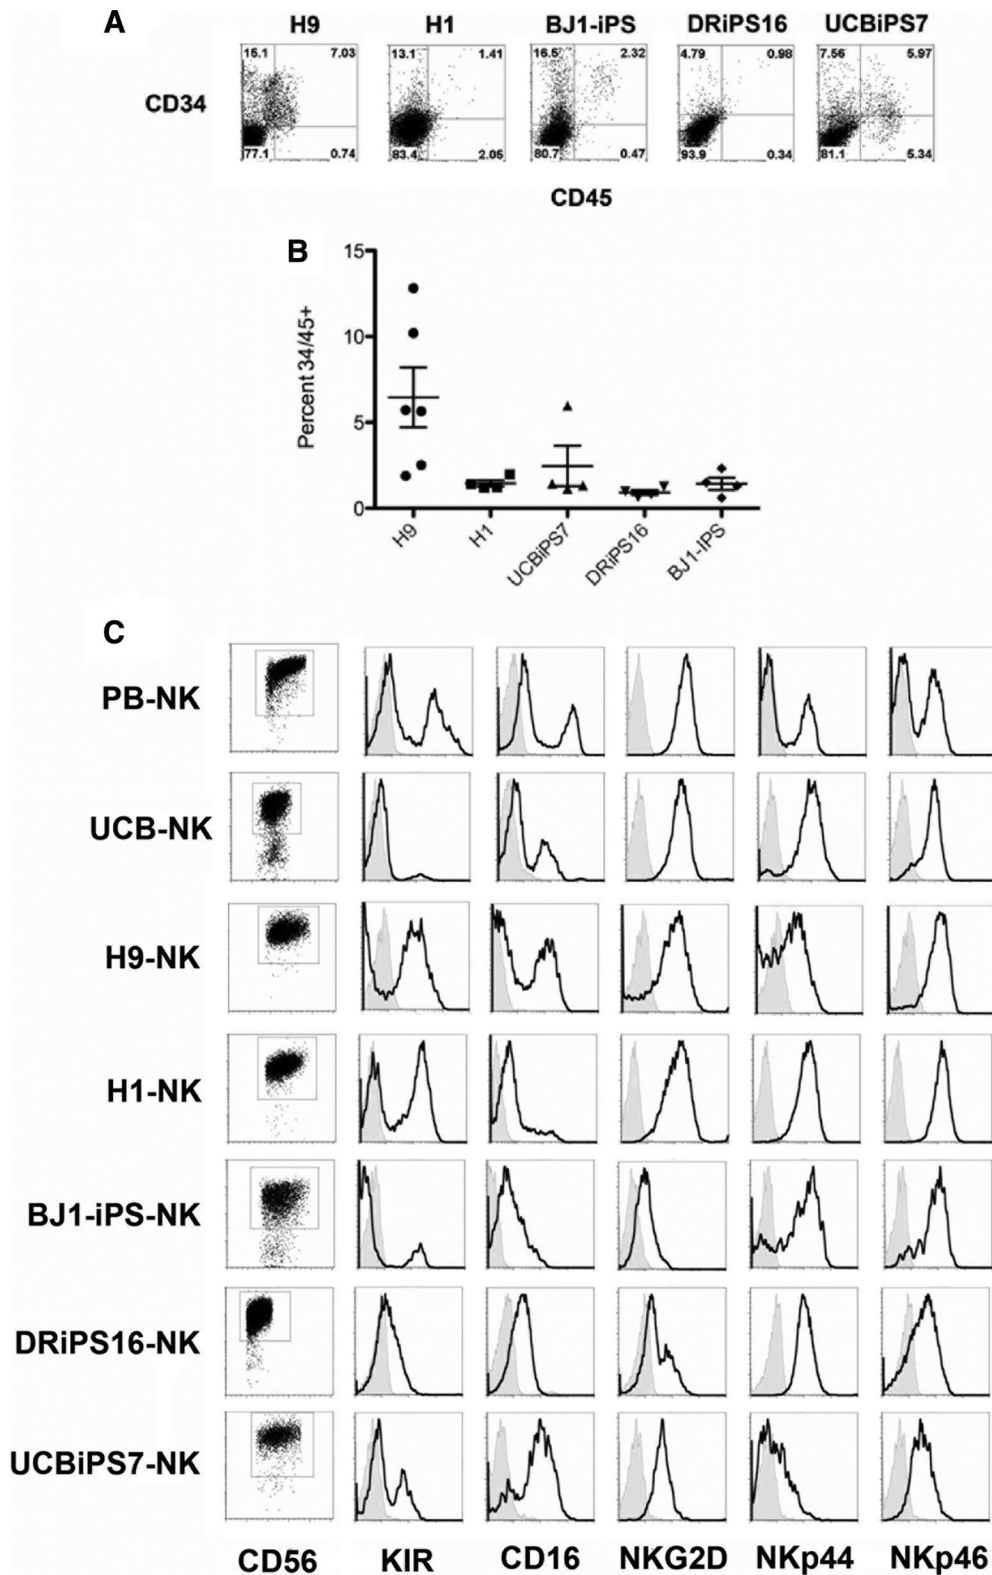 A
H9 H1 BJ1-iPS DRiPS16 UCBiPS7
15.1 7.03 13.1 1.41 16.5 2.32 4.79 0.98 7.56 5.97
CD34
77.1 0.74 83.4 2.05 80.7 0.47 93.9 0.34 81.1 5.34
CD45
B
15
10
5
0
Percent 34/45+
H9 H1 UCBiPS7 DRiPS16 BJ1-IPS
C
PB-NK
UCB-NK
H9-NK
H1-NK
BJ1-iPS-NK
DRiPS16-NK
UCBiPS7-NK
CD56 KIR CD16 NKG2D NKp44 NKp46